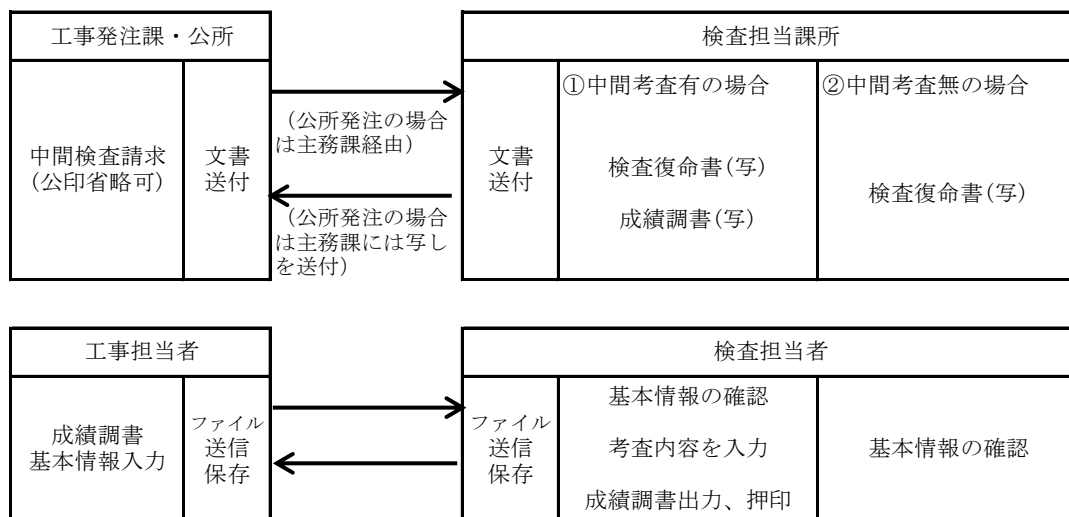 工事発注課・公所
検査担当課所
中間検査請求
(公印省略可)
文書
送付
（公所発注の場合
は主務課経由）
（公所発注の場合
は主務課には写し
を送付）
文書
送付
①中間考査有の場合
検査復命書(写)
成績調書(写)
②中間考査無の場合
検査復命書(写)
工事担当者
検査担当者
成績調書
基本情報入力
ファイル
送信
保存
ファイル
送信
保存
基本情報の確認
考査内容を入力
成績調書出力、押印
基本情報の確認